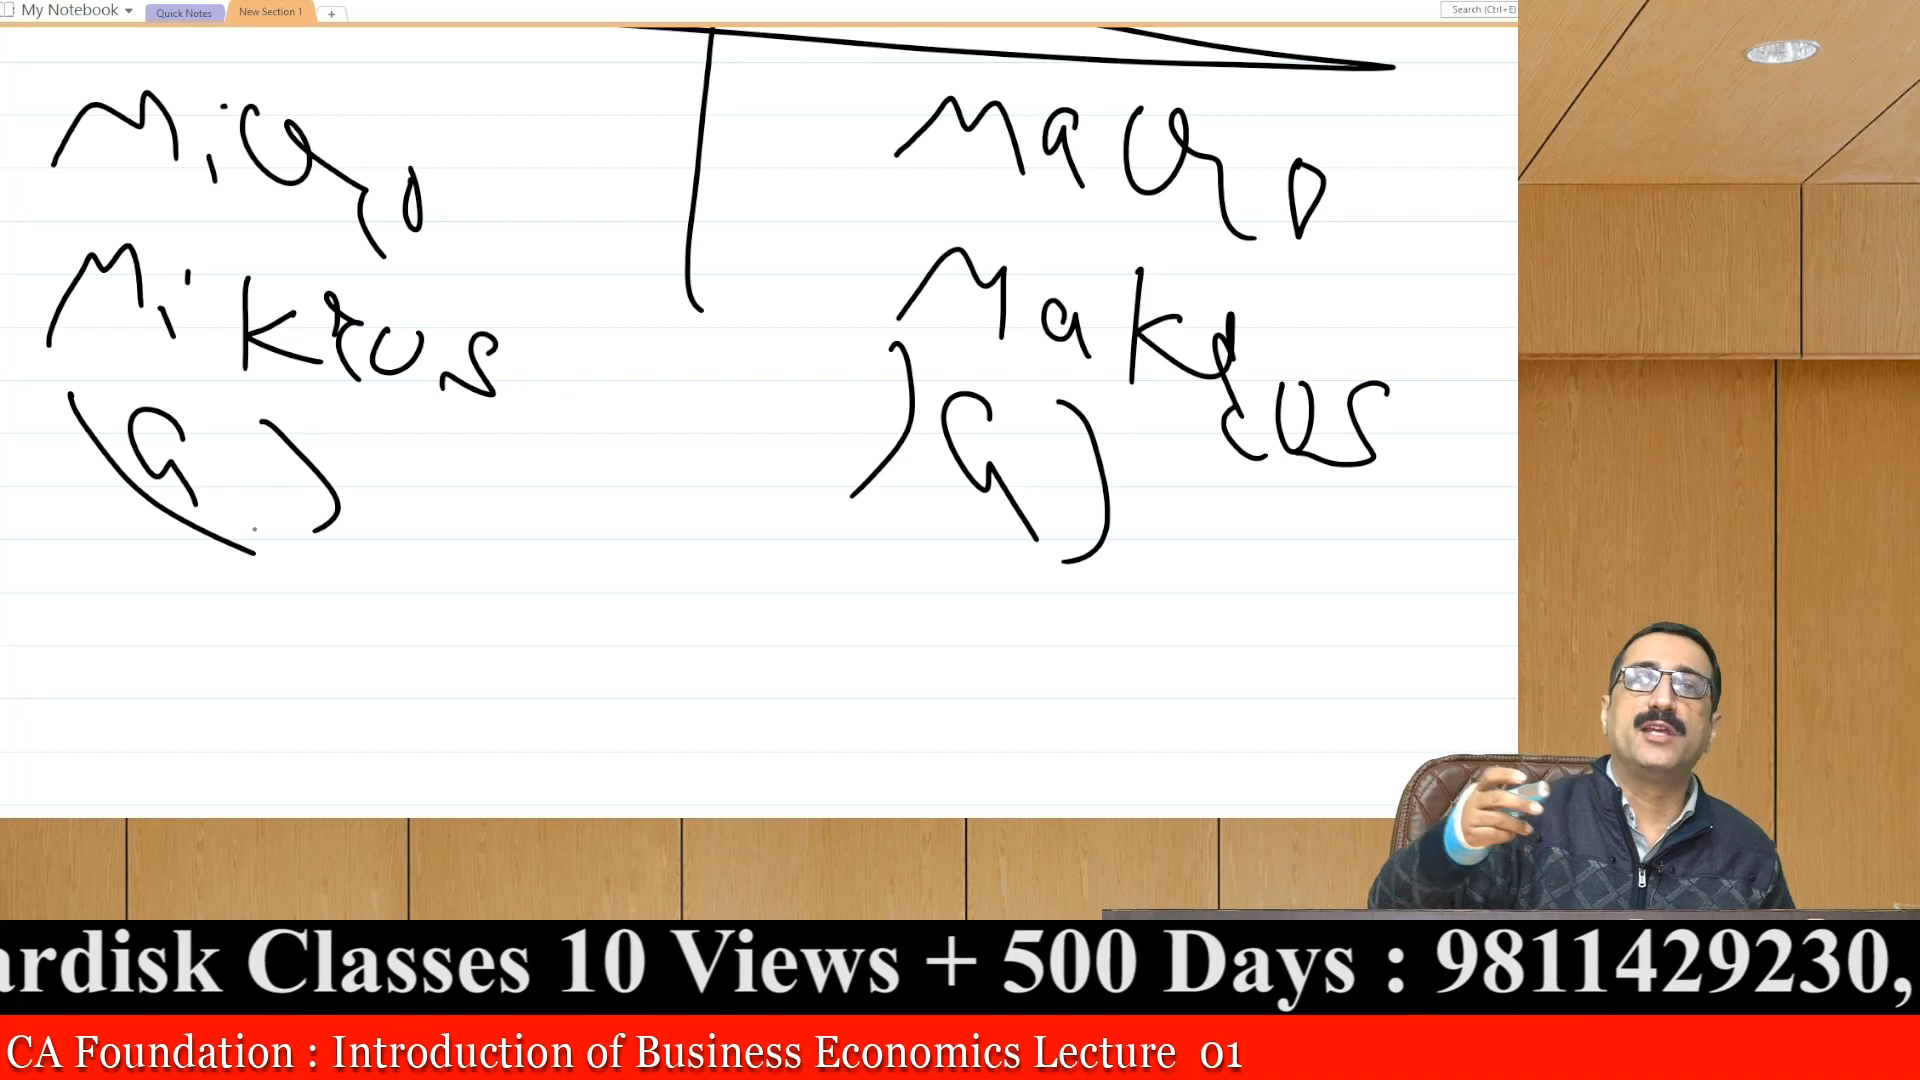 My Notebook
Quick Notes
New Section 1
+
Search (Ctrl+E)
Micro
Macro
Mikros
Makros
(G)
(G)
ardisk Classes 10 Views + 500 Days : 9811429230,
CA Foundation : Introduction of Business Economics Lecture 01